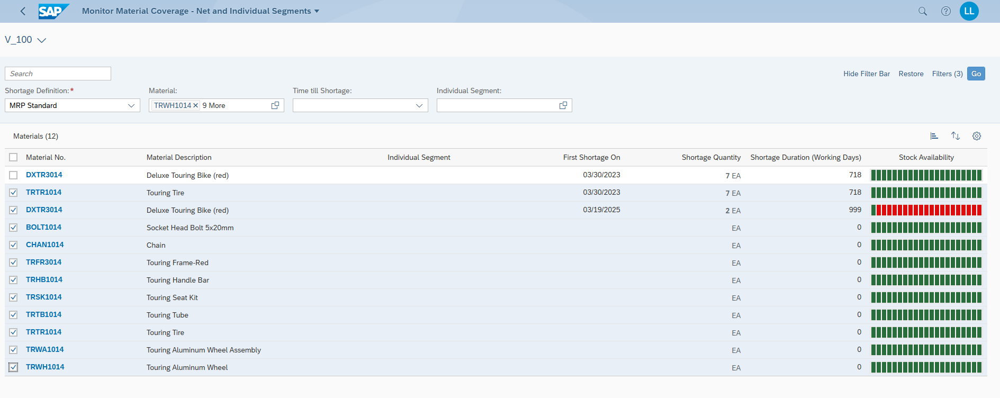 SAP Monitor Material Coverage - Net and Individual Segments LL
V_100
Search
Hide Filter Bar Restore Filters (3) Go
Shortage Definition:* Material: Time till Shortage: Individual Segment:
MRP Standard TRWH1014 9 More
Materials (12)
Material No. Material Description Individual Segment First Shortage On Shortage Quantity Shortage Duration (Working Days) Stock Availability
DXTR3014 Deluxe Touring Bike (red) 03/30/2023 7 EA 718
TRTR1014 Touring Tire 03/30/2023 7 EA 718
DXTR3014 Deluxe Touring Bike (red) 03/19/2025 2 EA 999
BOLT1014 Socket Head Bolt 5x20mm EA 0
CHAN1014 Chain EA 0
TRFR3014 Touring Frame-Red EA 0
TRHB1014 Touring Handle Bar EA 0
TRSK1014 Touring Seat Kit EA 0
TRTB1014 Touring Tube EA 0
TRTR1014 Touring Tire EA 0
TRWA1014 Touring Aluminum Wheel Assembly EA 0
TRWH1014 Touring Aluminum Wheel EA 0